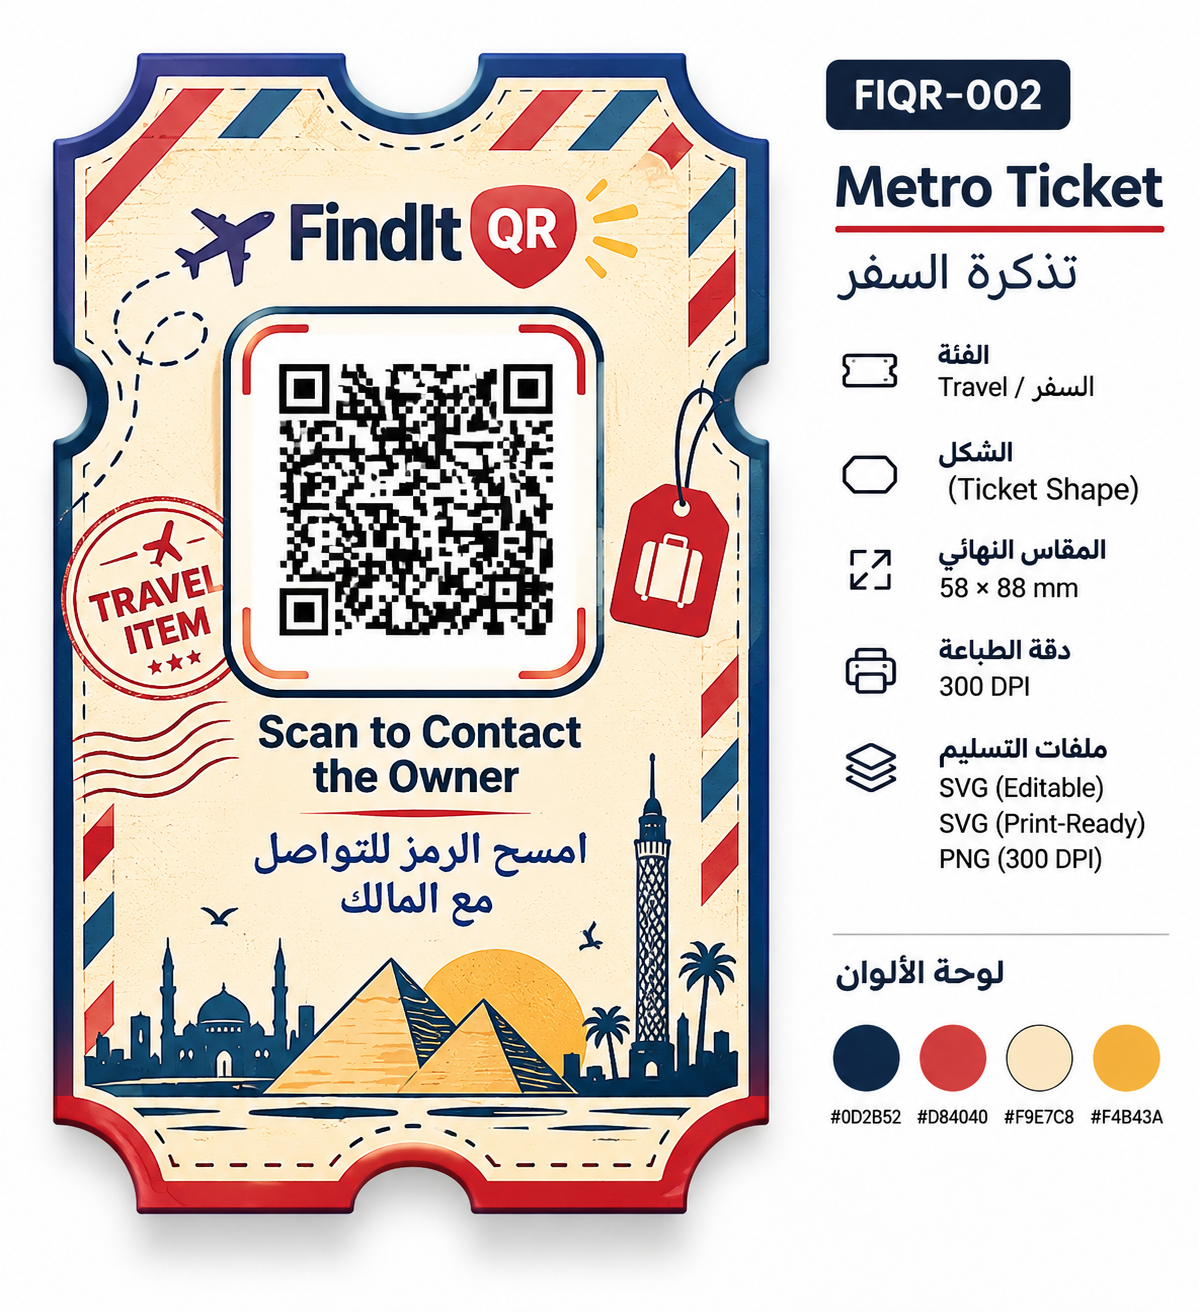 FindIt QR
TRAVEL
ITEM
Scan to Contact
the Owner
امسح الرمز للتواصل
مع المالك
FIQR-002
Metro Ticket
تذكرة السفر
الفئة
Travel / السفر
الشكل
(Ticket Shape)
المقاس النهائي
58 × 88 mm
دقة الطباعة
300 DPI
ملفات التسليم
SVG (Editable)
SVG (Print-Ready)
PNG (300 DPI)
لوحة الألوان
#0D2B52 #D84040 #F9E7C8 #F4B43A